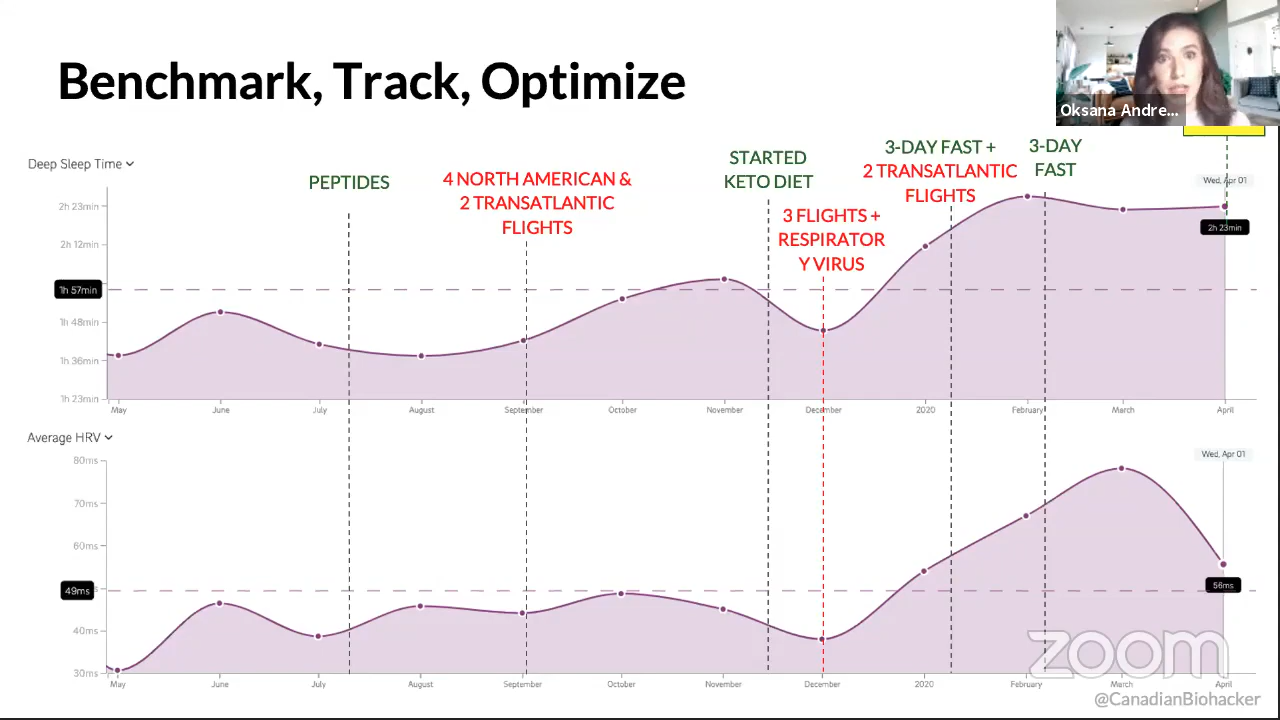 Benchmark, Track, Optimize
Oksana Andre...
Deep Sleep Time
PEPTIDES
4 NORTH AMERICAN &
2 TRANSATLANTIC
FLIGHTS
STARTED
KETO DIET
3 FLIGHTS +
RESPIRATOR
Y VIRUS
3-DAY FAST +
2 TRANSATLANTIC
FLIGHTS
3-DAY
FAST
Wed, Apr 01
2h 23min
2h 23min
2h 12min
1h 57min
1h 48min
1h 36min
1h 23min
May June July August September October November December 2020 February March April
Average HRV
Wed, Apr 01
80ms
70ms
60ms
49ms
56ms
40ms
30ms
May June July August September October November December 2020 February March April
zoom
@CanadianBiohacker